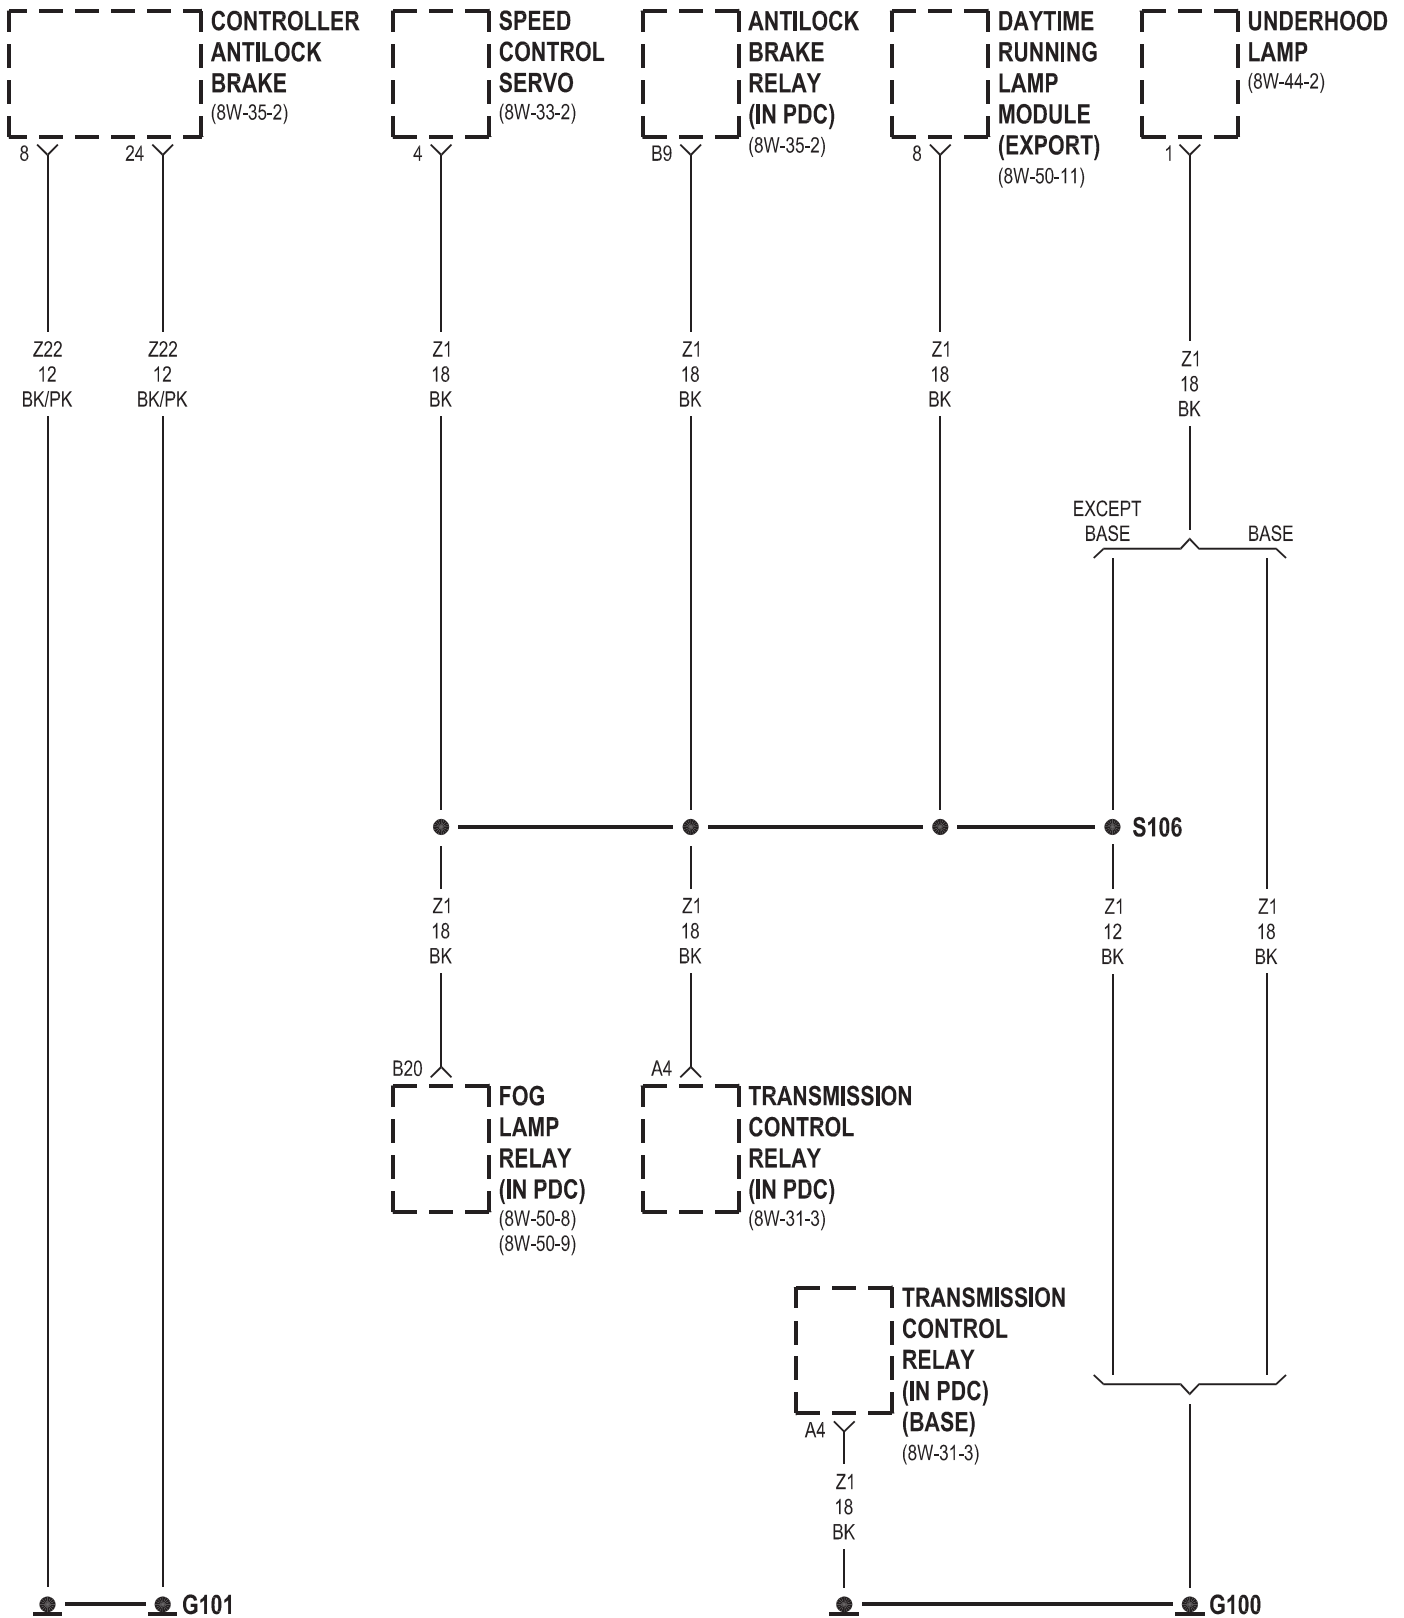 CONTROLLER
ANTILOCK
BRAKE
(8W-35-2)
SPEED
CONTROL
SERVO
(8W-33-2)
ANTILOCK
BRAKE
RELAY
(IN PDC)
(8W-35-2)
DAYTIME
RUNNING
LAMP
MODULE
(EXPORT)
(8W-50-11)
UNDERHOOD
LAMP
(8W-44-2)
8
24
4
B9
8
1
Z22
12
BK/PK
Z22
12
BK/PK
Z1
18
BK
Z1
18
BK
Z1
18
BK
Z1
18
BK
EXCEPT
BASE
BASE
S106
Z1
18
BK
Z1
18
BK
Z1
12
BK
Z1
18
BK
B20
FOG
LAMP
RELAY
(IN PDC)
(8W-50-8)
(8W-50-9)
A4
TRANSMISSION
CONTROL
RELAY
(IN PDC)
(8W-31-3)
TRANSMISSION
CONTROL
RELAY
(IN PDC)
(BASE)
(8W-31-3)
A4
Z1
18
BK
G101
G100